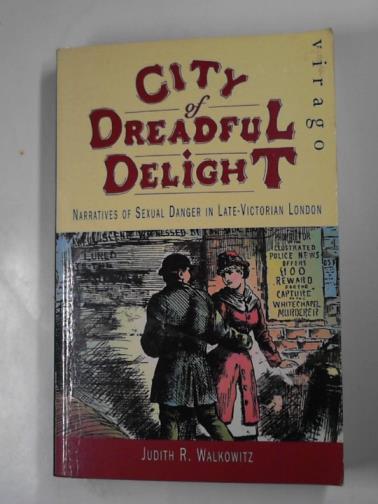 virago
CITY
of
DREADFUL
DELIGHT
NARRATIVES OF SEXUAL DANGER IN LATE-VICTORIAN LONDON
ILLUSTRATED
POLICE NEWS
OFFERS
£100
REWARD
FOR THE
CAPTURE
OF THE
WHITECHAPEL
MURDERER
JUDITH R. WALKOWITZ